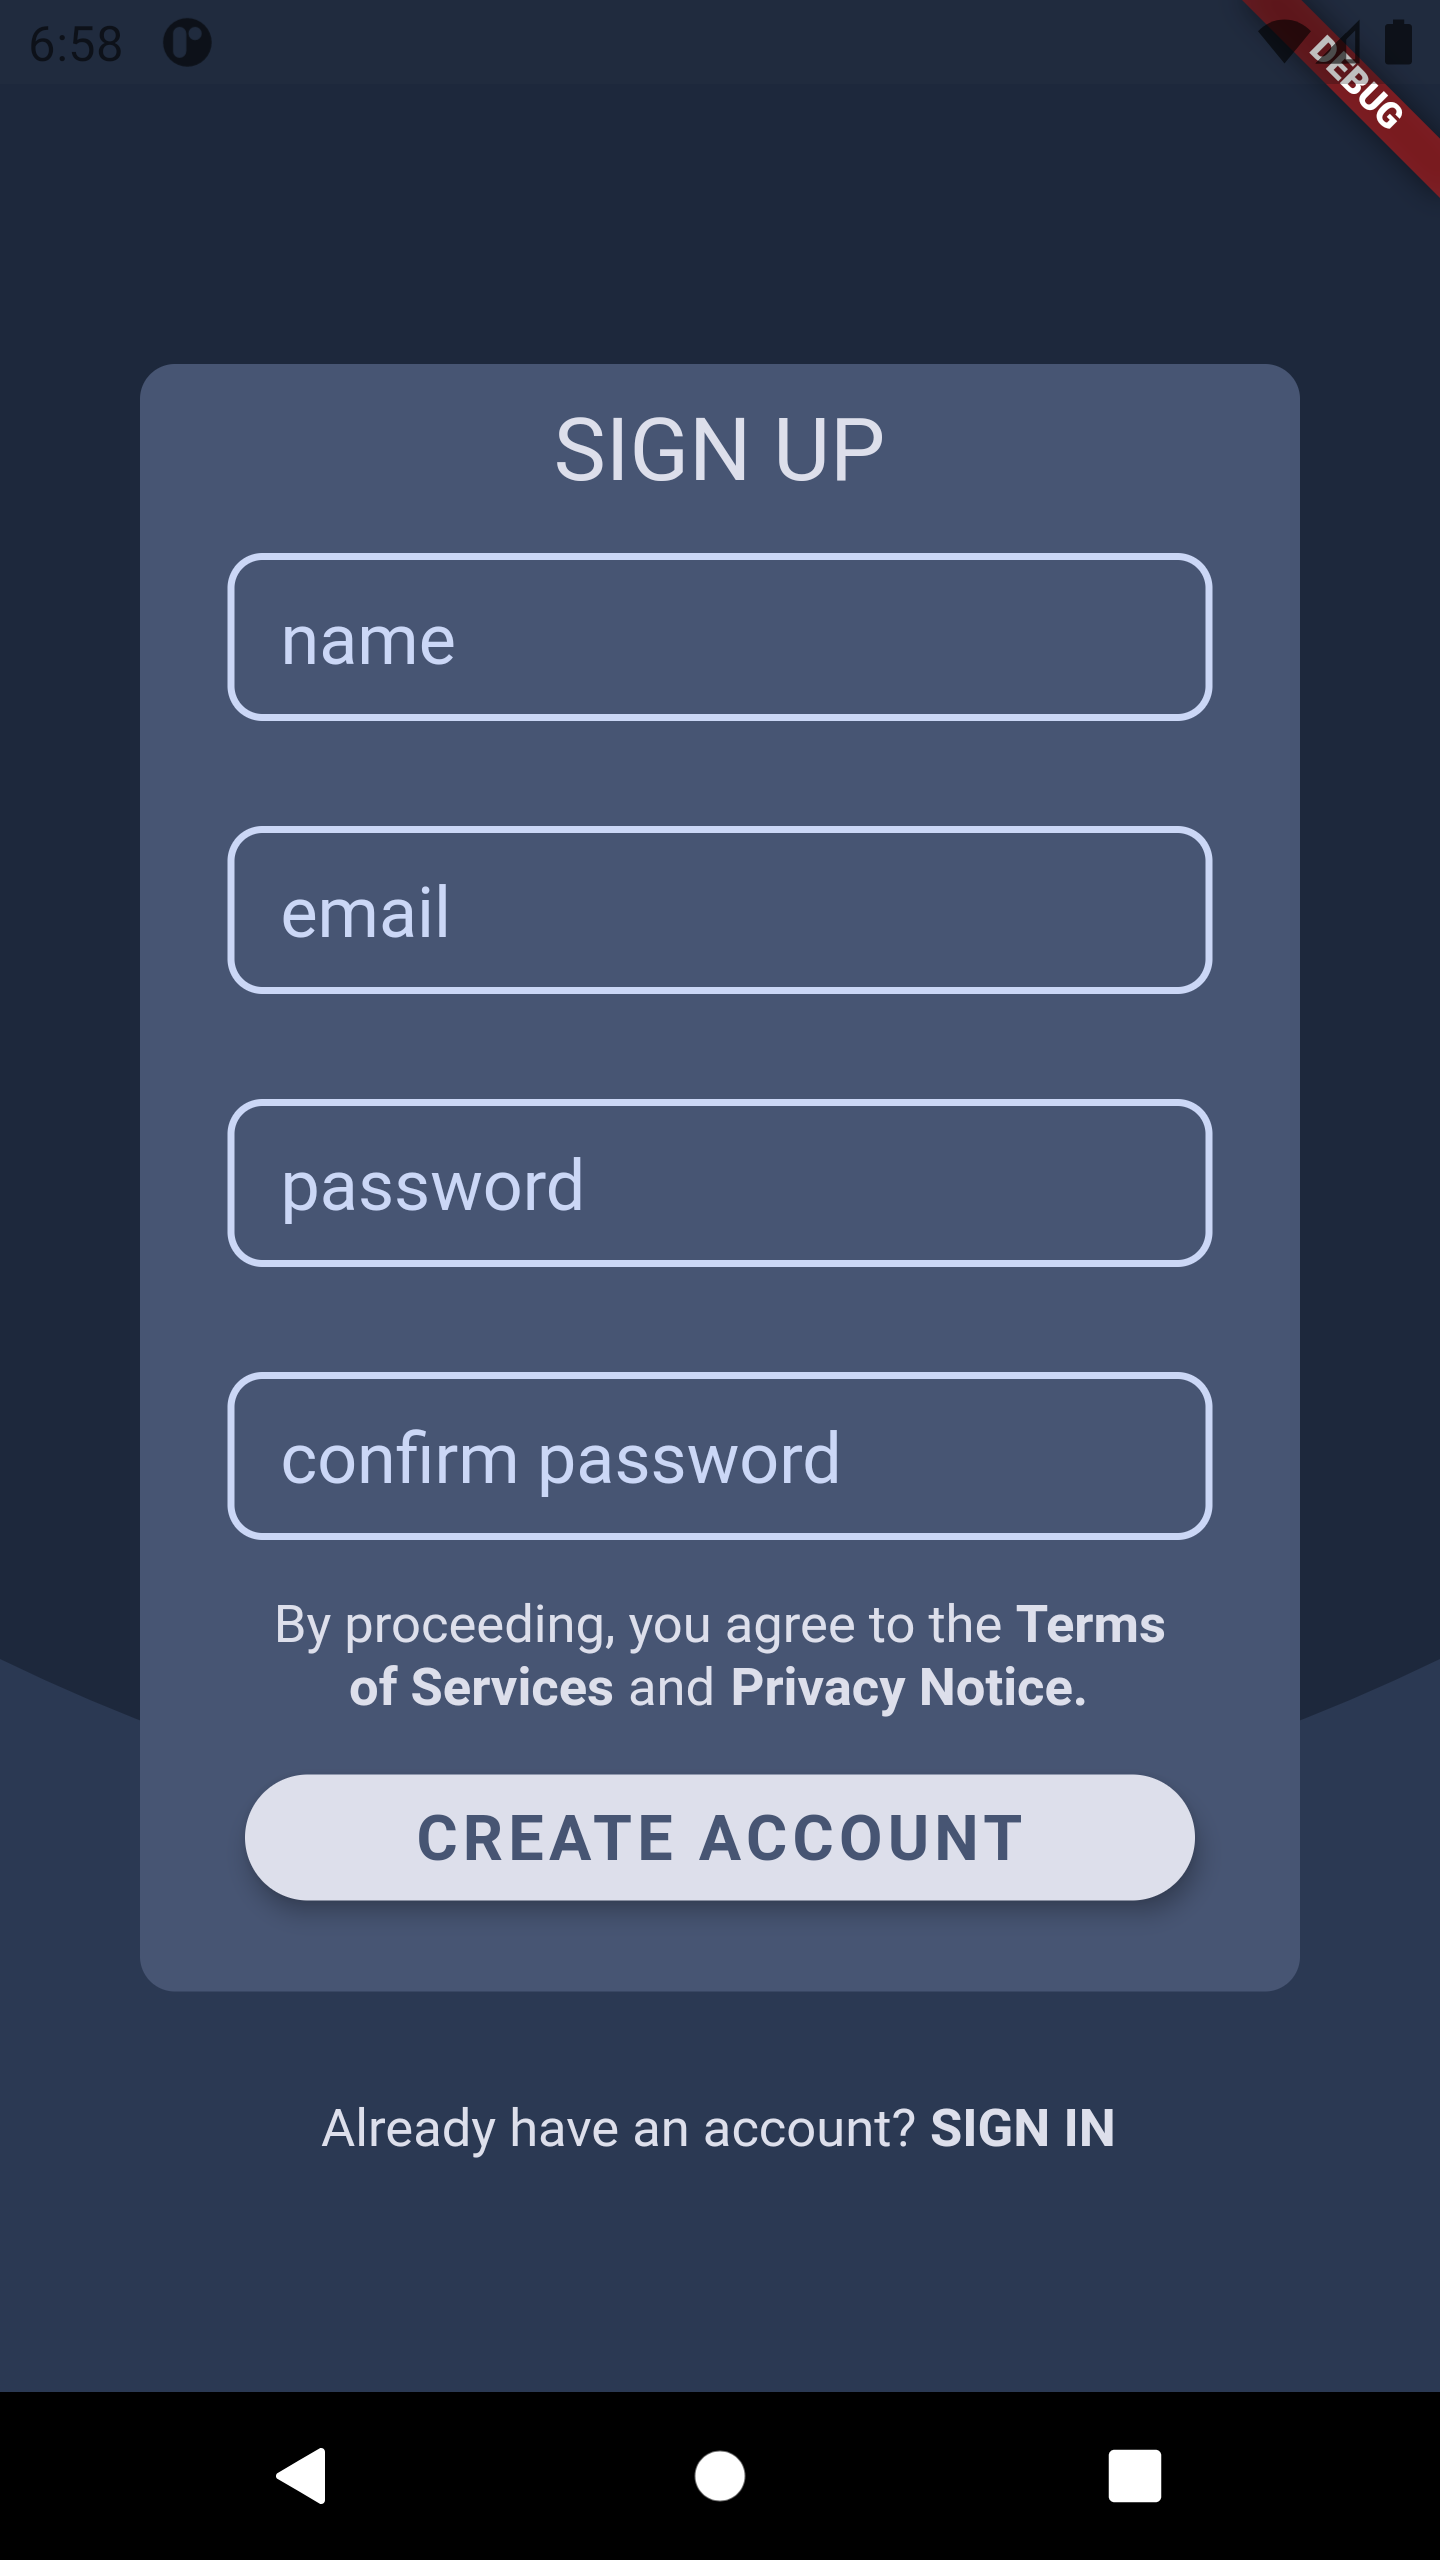 6:58
DEBUG
SIGN UP
name
email
password
confirm password
By proceeding, you agree to the Terms
of Services and Privacy Notice.
CREATE ACCOUNT
Already have an account? SIGN IN